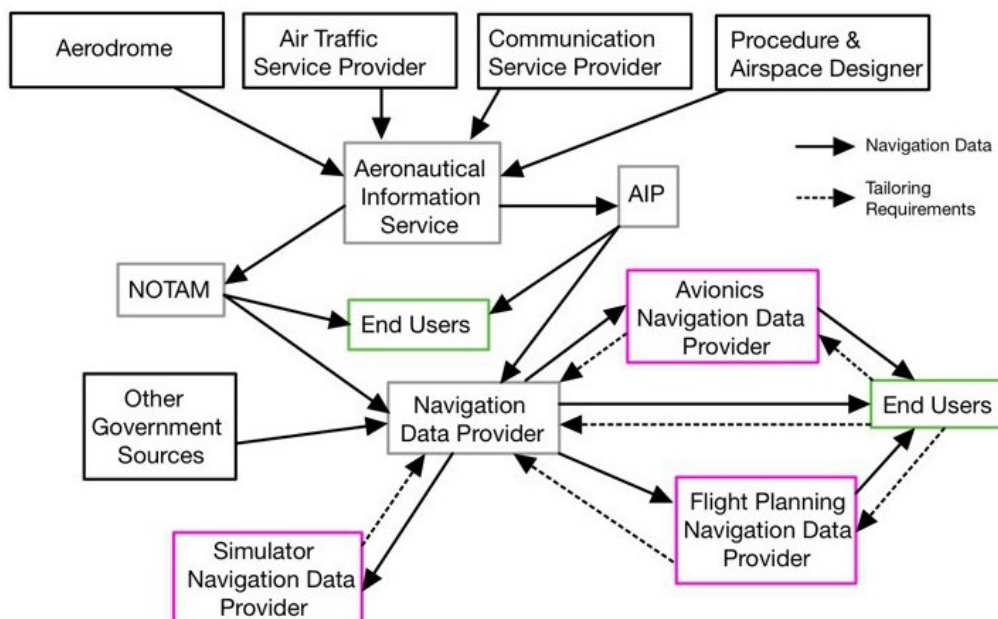 Aerodrome
Air Traffic
Service Provider
Communication
Service Provider
Procedure &
Airspace Designer
Navigation Data
Tailoring
Requirements
Aeronautical
Information
Service
AIP
NOTAM
End Users
Avionics
Navigation Data
Provider
Other
Government
Sources
Navigation
Data Provider
End Users
Flight Planning
Navigation Data
Provider
Simulator
Navigation Data
Provider